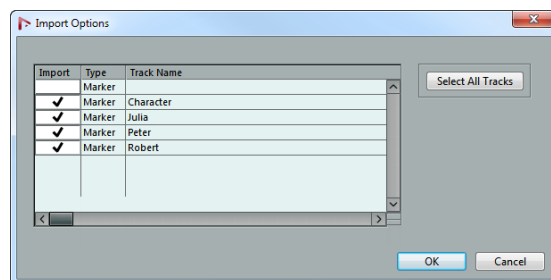 Import Options
Import Type Track Name
Marker
Marker Character
Marker Julia
Marker Peter
Marker Robert
Select All Tracks
OK Cancel